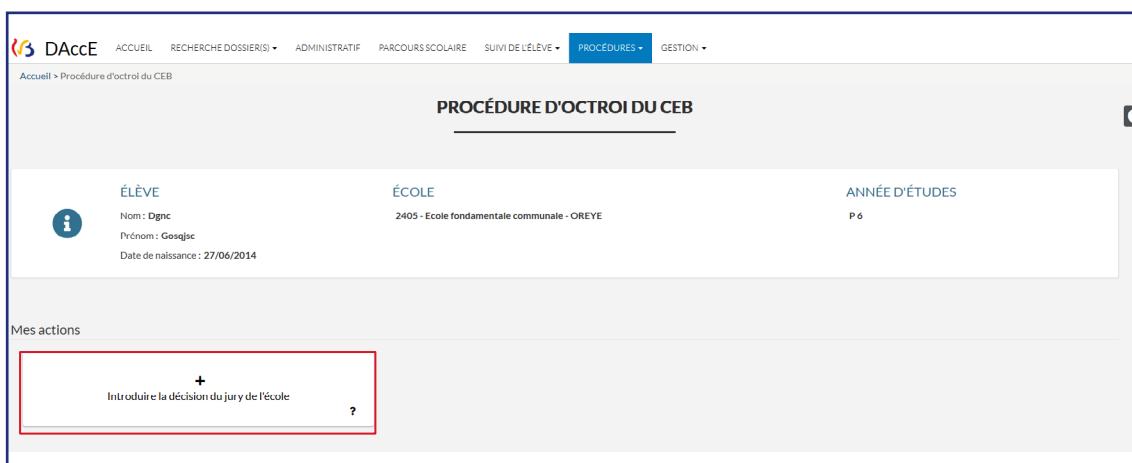 DAccE ACCUEIL RECHERCHE DOSSIER(S) ADMINISTRATIF PARCOURS SCOLAIRE SUIVI DE L'ÉLÈVE PROCÉDURES GESTION
Accueil > Procédure d'octroi du CEB
PROCÉDURE D'OCTROI DU CEB
ÉLÈVE ÉCOLE ANNÉE D'ÉTUDES
Nom : Dgnc 2405 - Ecole fondamentale communale - OREYE P 6
Prénom : Gosqjsc
Date de naissance : 27/06/2014
Mes actions
+
Introduire la décision du jury de l'école
?